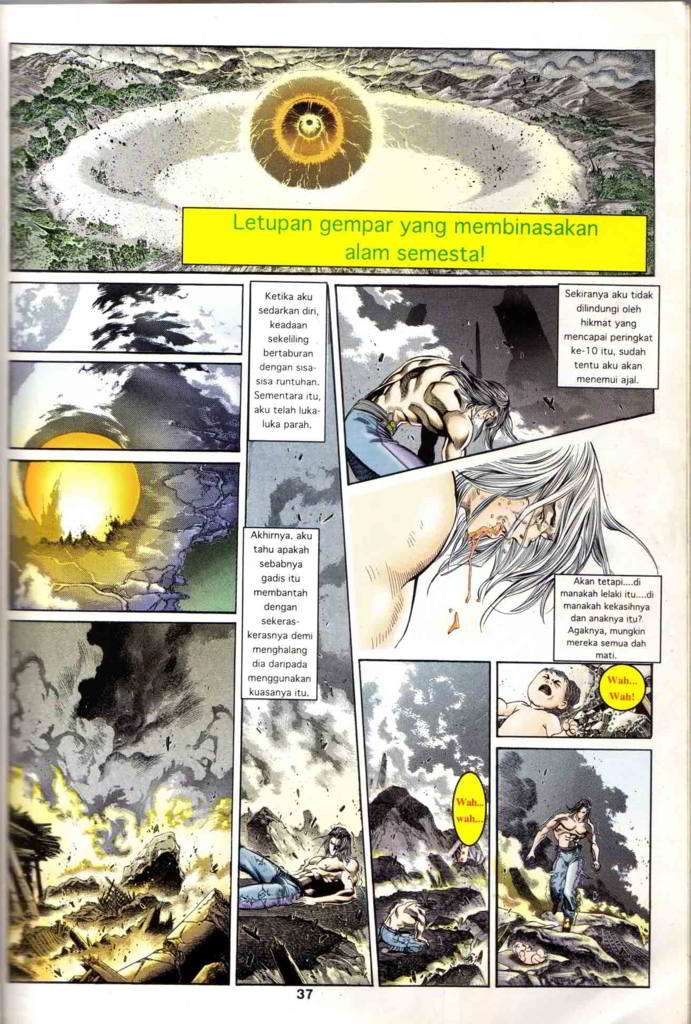 Letupan gempar yang membinasakan
alam semesta!
Ketika aku
sedarkan diri,
keadaan
sekeliling
bertaburan
dengan sisa-
sisa runtuhan.
Sementara itu,
aku telah luka-
luka parah.
Sekiranya aku tidak
dilindungi oleh
hikmat yang
mencapai peringkat
ke-10 itu, sudah
tentu aku akan
menemui ajal.
Akhirnya, aku
tahu apakah
sebabnya
gadis itu
membantah
dengan
sekeras-
kerasnya demi
menghalang
dia daripada
menggunakan
kuasanya itu.
Akan tetapi....di
manakah lelaki itu....di
manakah kekasihnya
dan anaknya itu?
Agaknya, mungkin
mereka semua dah
mati.
Wah...
wah...
Wah...
Wah!
37